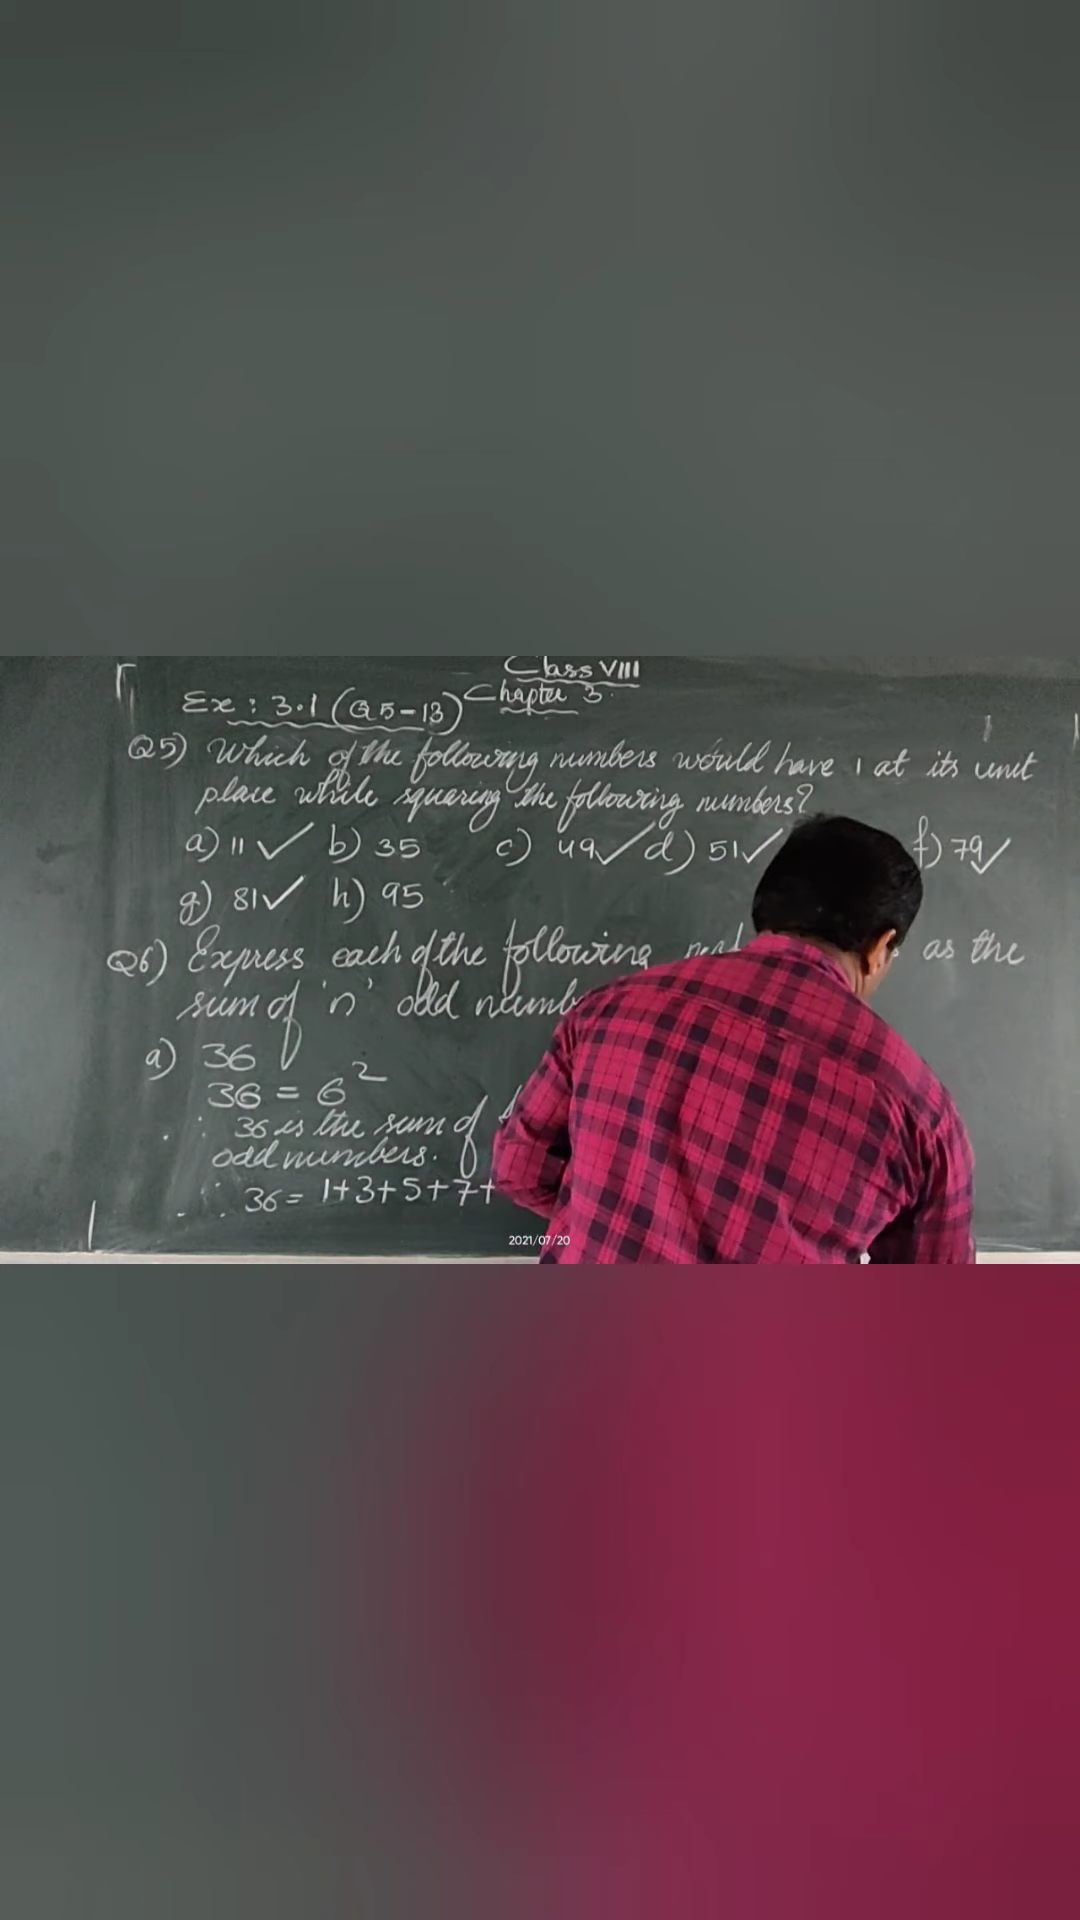 Class VIII
Chapter 3.
Ex : 3.1 (Q5-13)
Q5) Which of the following numbers would have 1 at its unit
place while squaring the following numbers?
a) 11 ✓ b) 35 c) 49 ✓ d) 51 ✓ f) 79 ✓
g) 81 ✓ h) 95
Q6) Express each of the following as the
sum of 'n' odd
a) 36
36 = 6²
∴ 36 is the sum of
odd numbers.
∴ 36 = 1+3+5+7+
2021/07/20